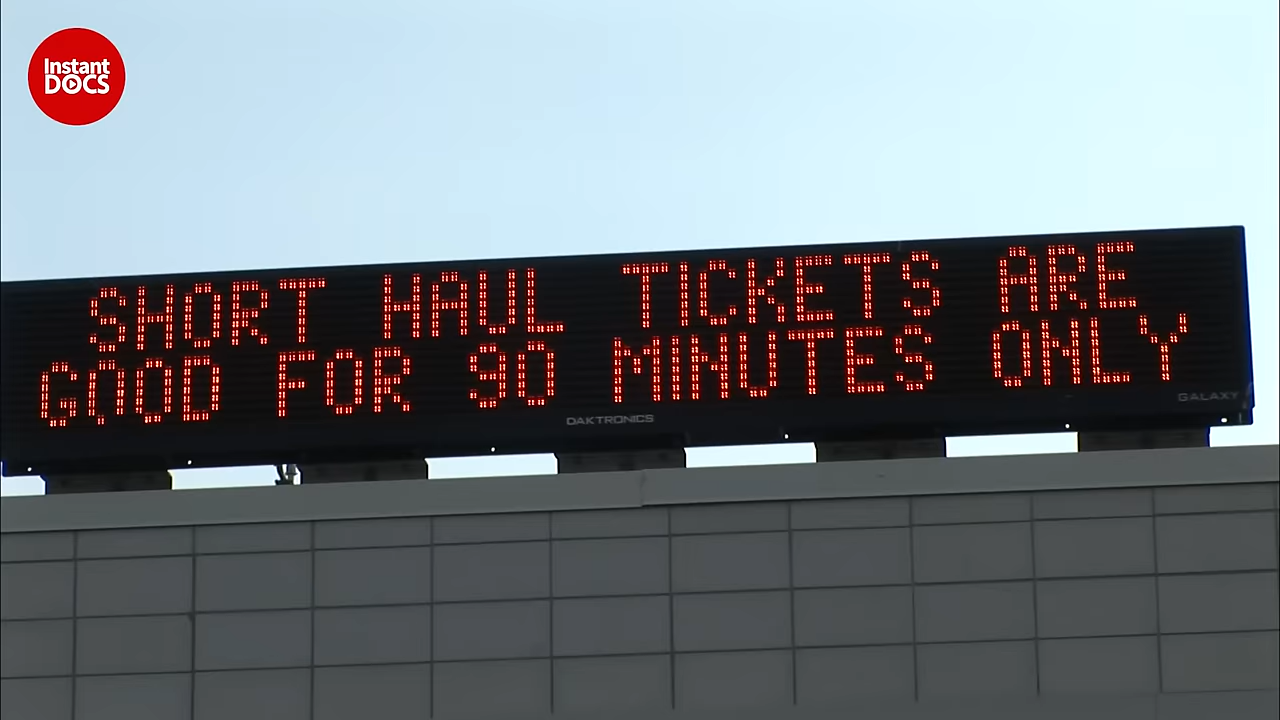 Instant
DOCS
SHORT HAUL TICKETS ARE
GOOD FOR 90 MINUTES ONLY
DAKTRONICS
GALAXY